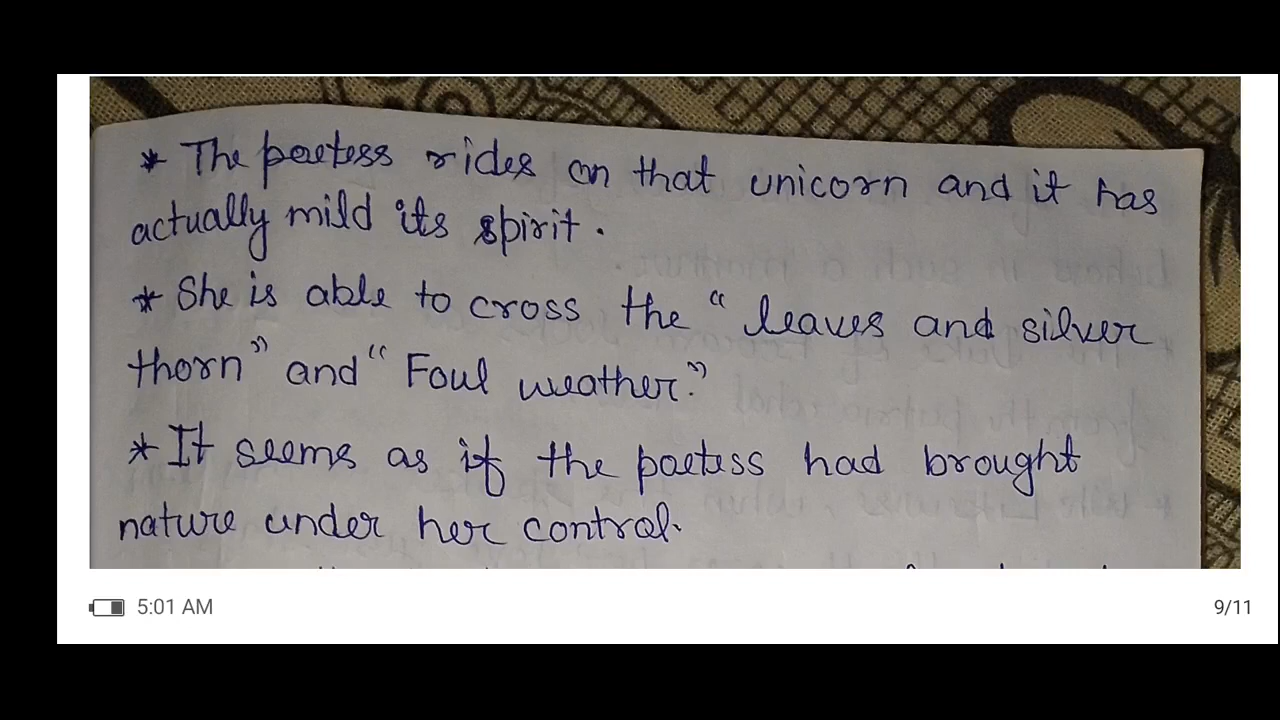 * The poetess rides on that unicorn and it has
actually mild its spirit.
* She is able to cross the "leaves and silver
thorn" and "Foul weather."
* It seems as if the poetess had brought
nature under her control.
5:01 AM
9/11